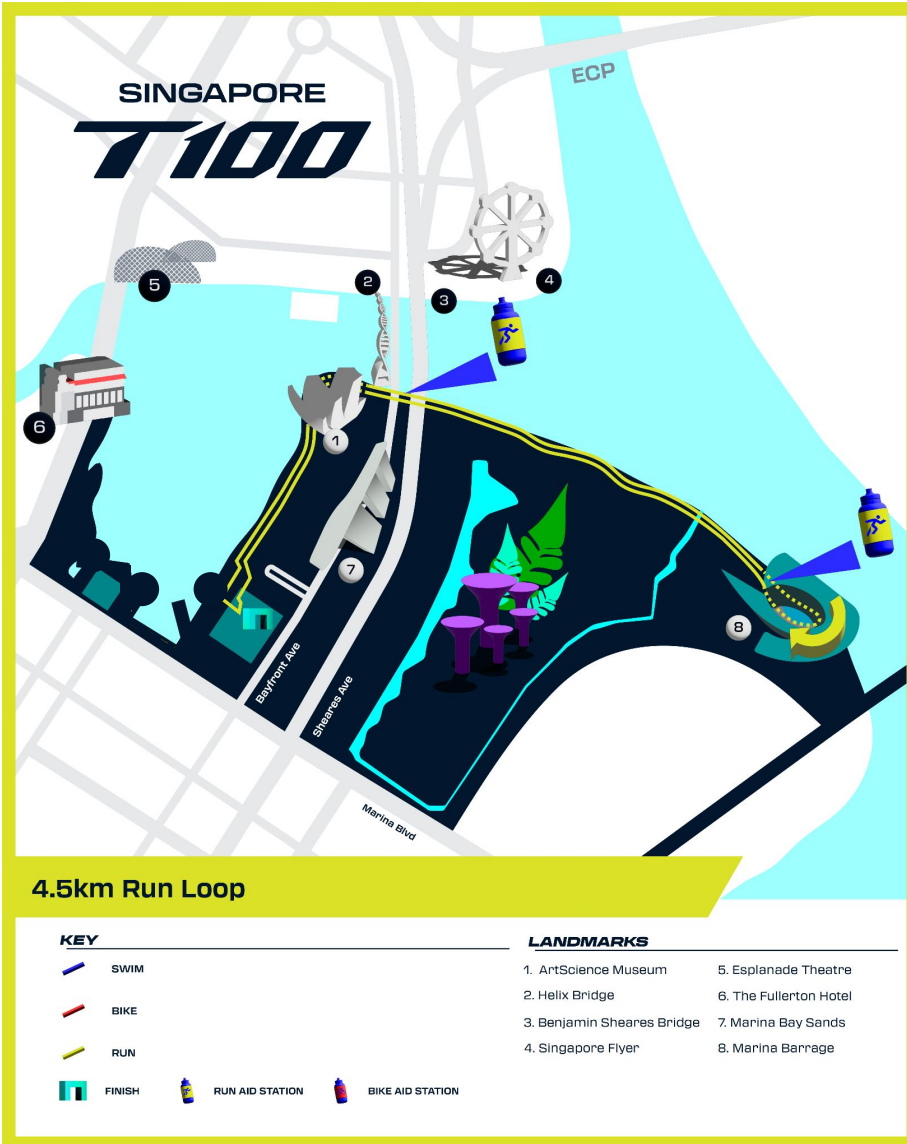 SINGAPORE
T100
ECP
2
4
3
5
6
1
7
8
Bayfront Ave
Sheares Ave
Marina Blvd
4.5km Run Loop
KEY
SWIM
BIKE
RUN
FINISH
RUN AID STATION
BIKE AID STATION
LANDMARKS
1. ArtScience Museum
2. Helix Bridge
3. Benjamin Sheares Bridge
4. Singapore Flyer
5. Esplanade Theatre
6. The Fullerton Hotel
7. Marina Bay Sands
8. Marina Barrage